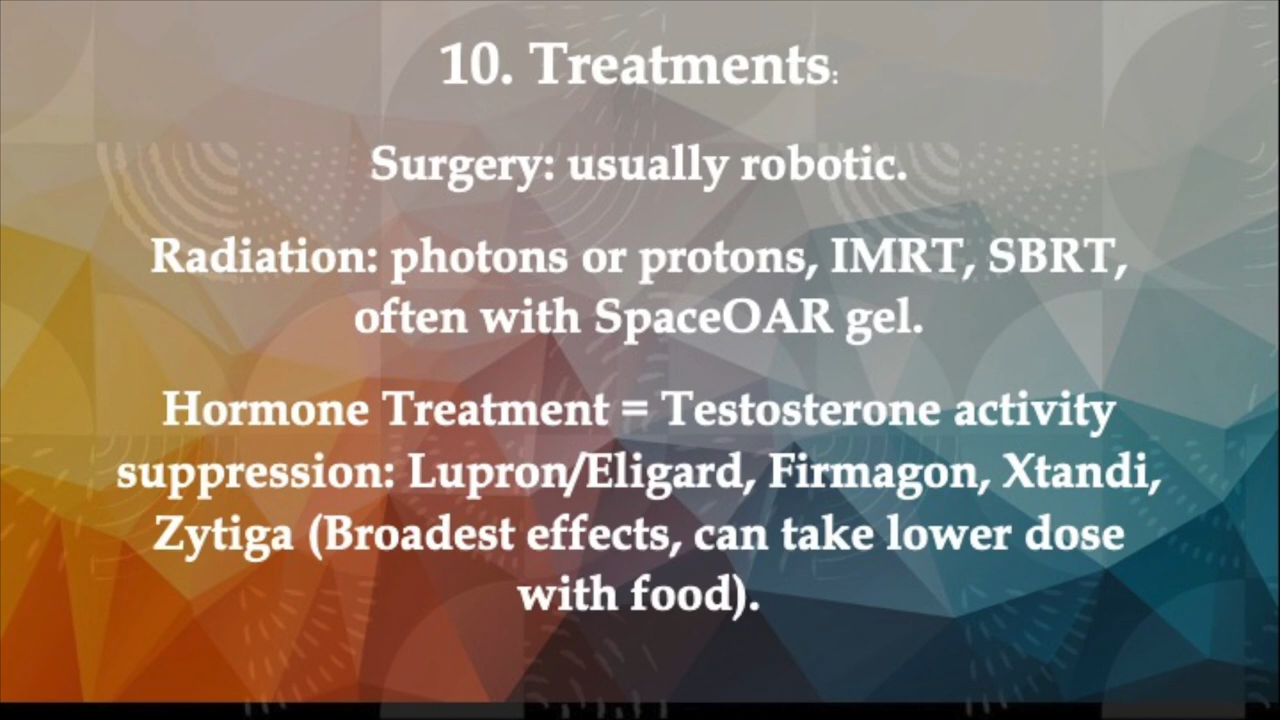 10. Treatments:
Surgery: usually robotic.
Radiation: photons or protons, IMRT, SBRT,
often with SpaceOAR gel.
Hormone Treatment = Testosterone activity
suppression: Lupron/Eligard, Firmagon, Xtandi,
Zytiga (Broadest effects, can take lower dose
with food).